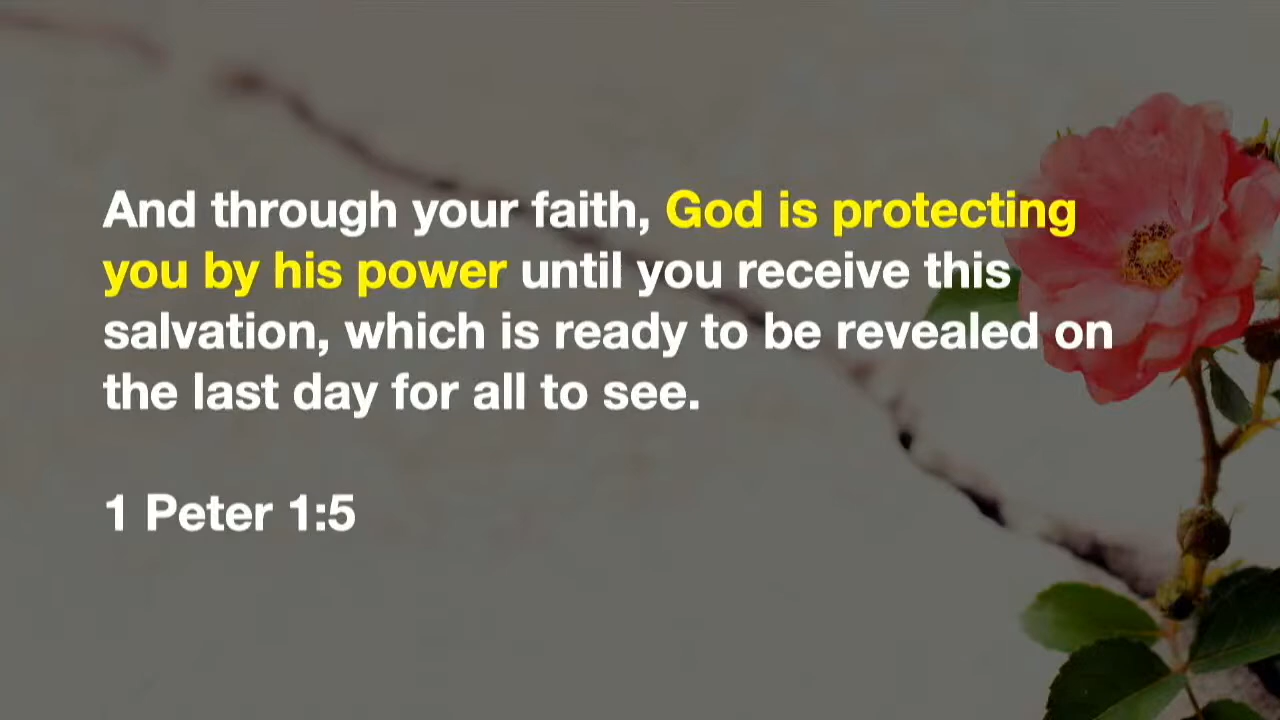 And through your faith, God is protecting
you by his power until you receive this
salvation, which is ready to be revealed on
the last day for all to see.
1 Peter 1:5